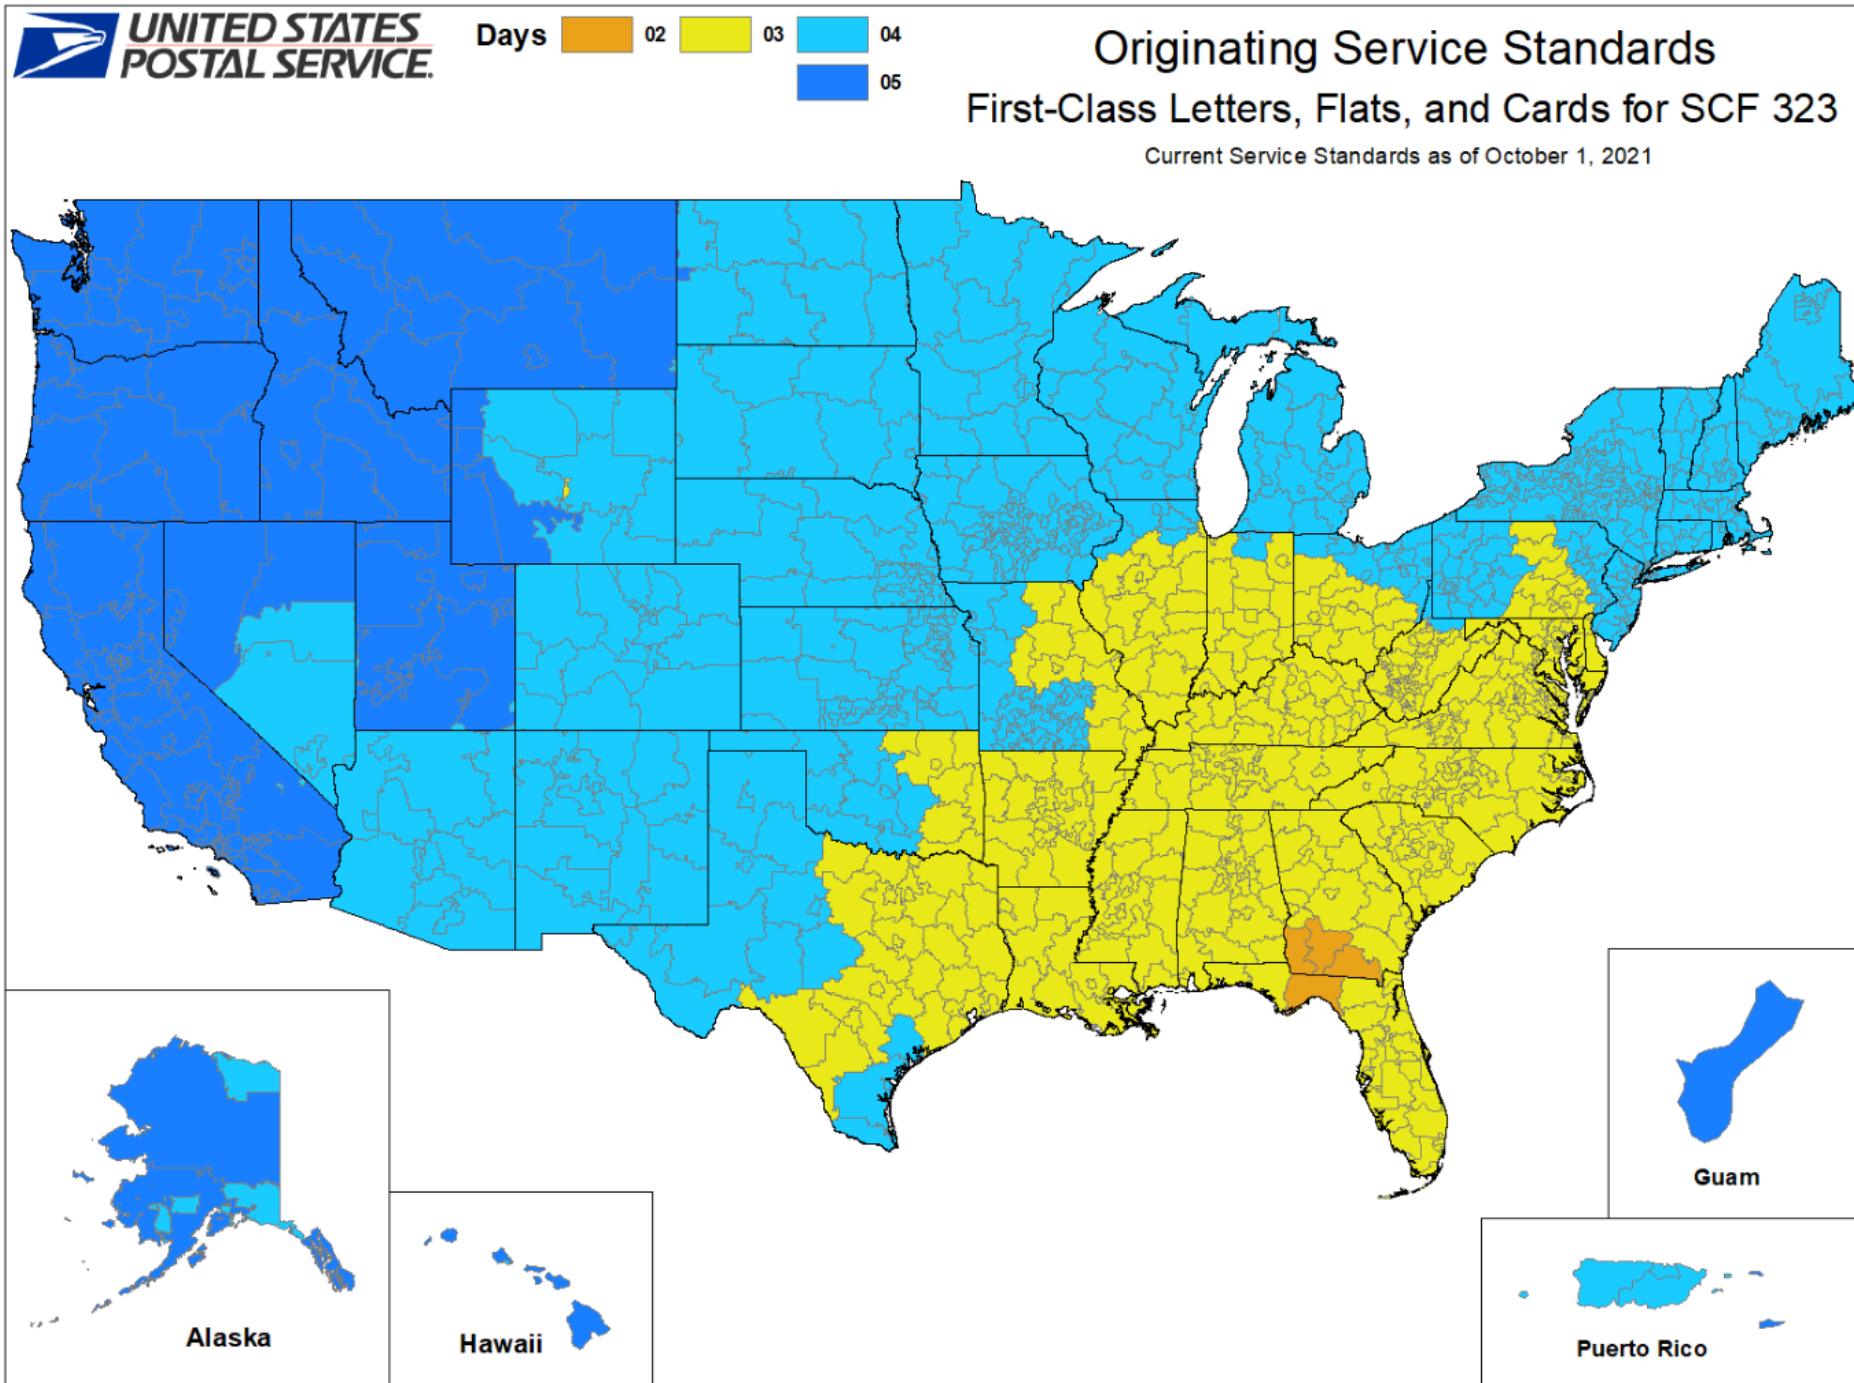 UNITED STATES
POSTAL SERVICE.
Days 02 03 04
05
Originating Service Standards
First-Class Letters, Flats, and Cards for SCF 323
Current Service Standards as of October 1, 2021
Alaska
Hawaii
Guam
Puerto Rico